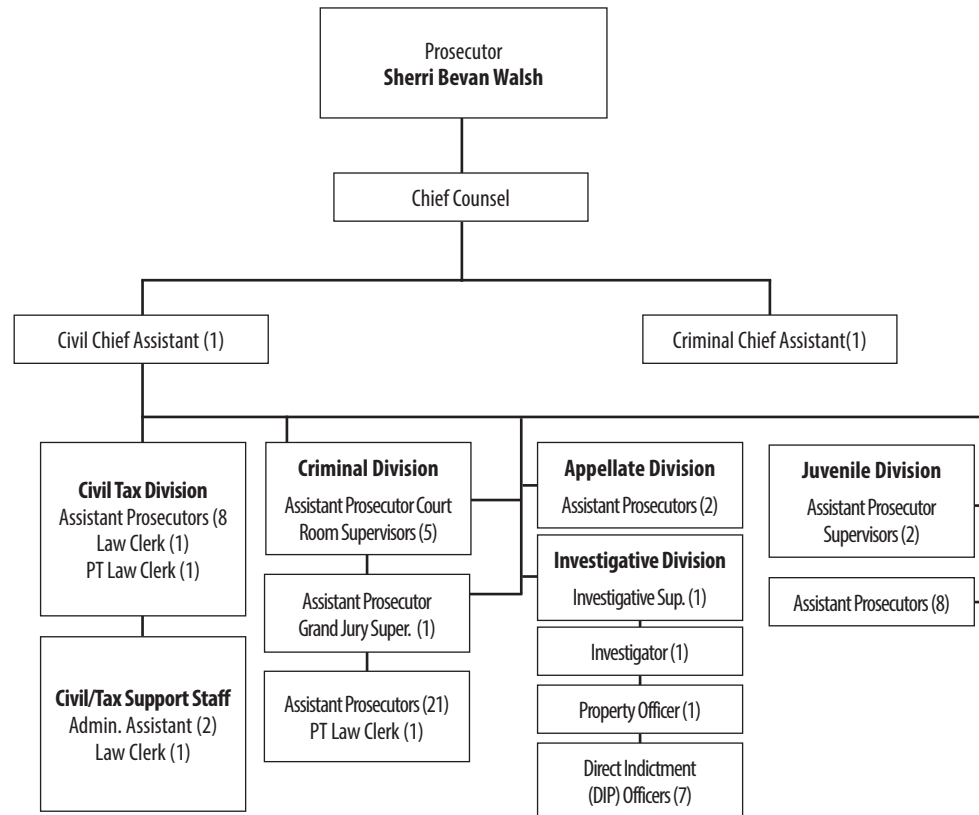 Prosecutor
Sherri Bevan Walsh
Chief Counsel
Civil Chief Assistant (1)
Criminal Chief Assistant(1)
Civil Tax Division
Assistant Prosecutors (8
Law Clerk (1)
PT Law Clerk (1)
Civil/Tax Support Staff
Admin. Assistant (2)
Law Clerk (1)
Criminal Division
Assistant Prosecutor Court
Room Supervisors (5)
Assistant Prosecutor
Grand Jury Super. (1)
Assistant Prosecutors (21)
PT Law Clerk (1)
Appellate Division
Assistant Prosecutors (2)
Investigative Division
Investigative Sup. (1)
Investigator (1)
Property Officer (1)
Direct Indictment
(DIP) Officers (7)
Juvenile Division
Assistant Prosecutor
Supervisors (2)
Assistant Prosecutors (8)